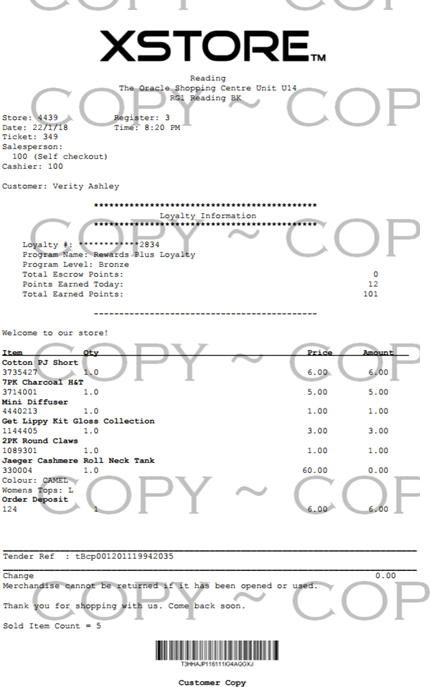 XSTORE™
Reading
The Oracle Shopping Centre Unit U14
RG1 Reading BK
Store: 4439 Register: 3
Date: 22/1/18 Time: 8:20 PM
Ticket: 349
Salesperson:
100 (Self checkout)
Cashier: 100
Customer: Verity Ashley
******************************************
Loyalty Information
******************************************
Loyalty #: ************2834
Program Name: Rewards Plus Loyalty
Program Level: Bronze
Total Escrow Points: 0
Points Earned Today: 12
Total Earned Points: 101
------------------------------------------
Welcome to our store!
Item Qty Price Amount
Cotton PJ Short
3735427 1.0 6.00 6.00
7PK Charcoal H&T
3714001 1.0 5.00 5.00
Mini Diffuser
4440213 1.0 1.00 1.00
Get Lippy Kit Gloss Collection
1144405 1.0 3.00 3.00
2PK Round Claws
1089301 1.0 1.00 1.00
Jaeger Cashmere Roll Neck Tank
330004 1.0 60.00 0.00
Colour: CAMEL
Womens Tops: L
Order Deposit
124 1 6.00 6.00
Tender Ref : tBcp001201119942035
Change 0.00
Merchandise cannot be returned if it has been opened or used.
Thank you for shopping with us. Come back soon.
Sold Item Count = 5
Customer Copy
COPY ~ COP
COPY ~ COP
COPY ~ COP
COPY ~ COP
COPY ~ COP